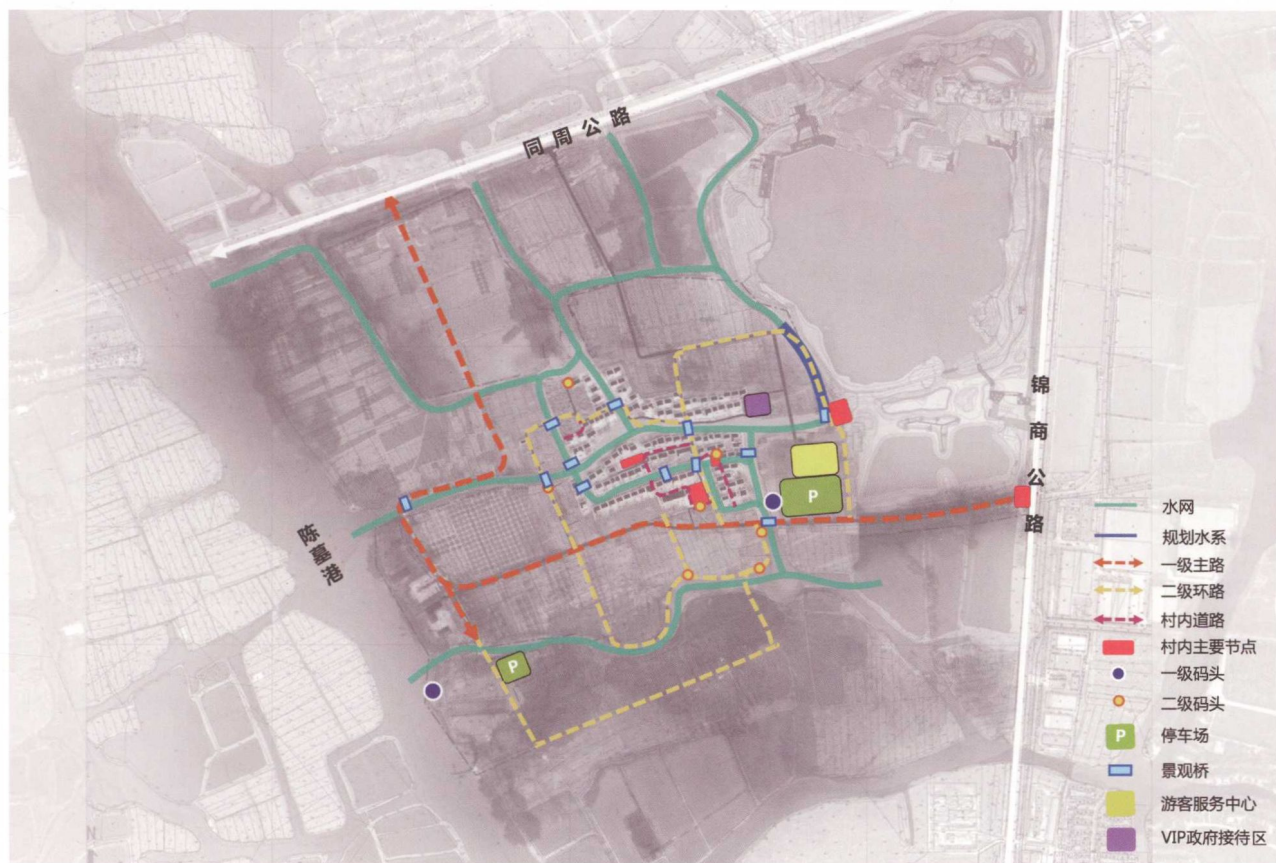 同周公路
锦商公路
陈墓港
P
P
水网
规划水系
一级主路
二级环路
村内道路
村内主要节点
一级码头
二级码头
P 停车场
景观桥
游客服务中心
VIP政府接待区
N